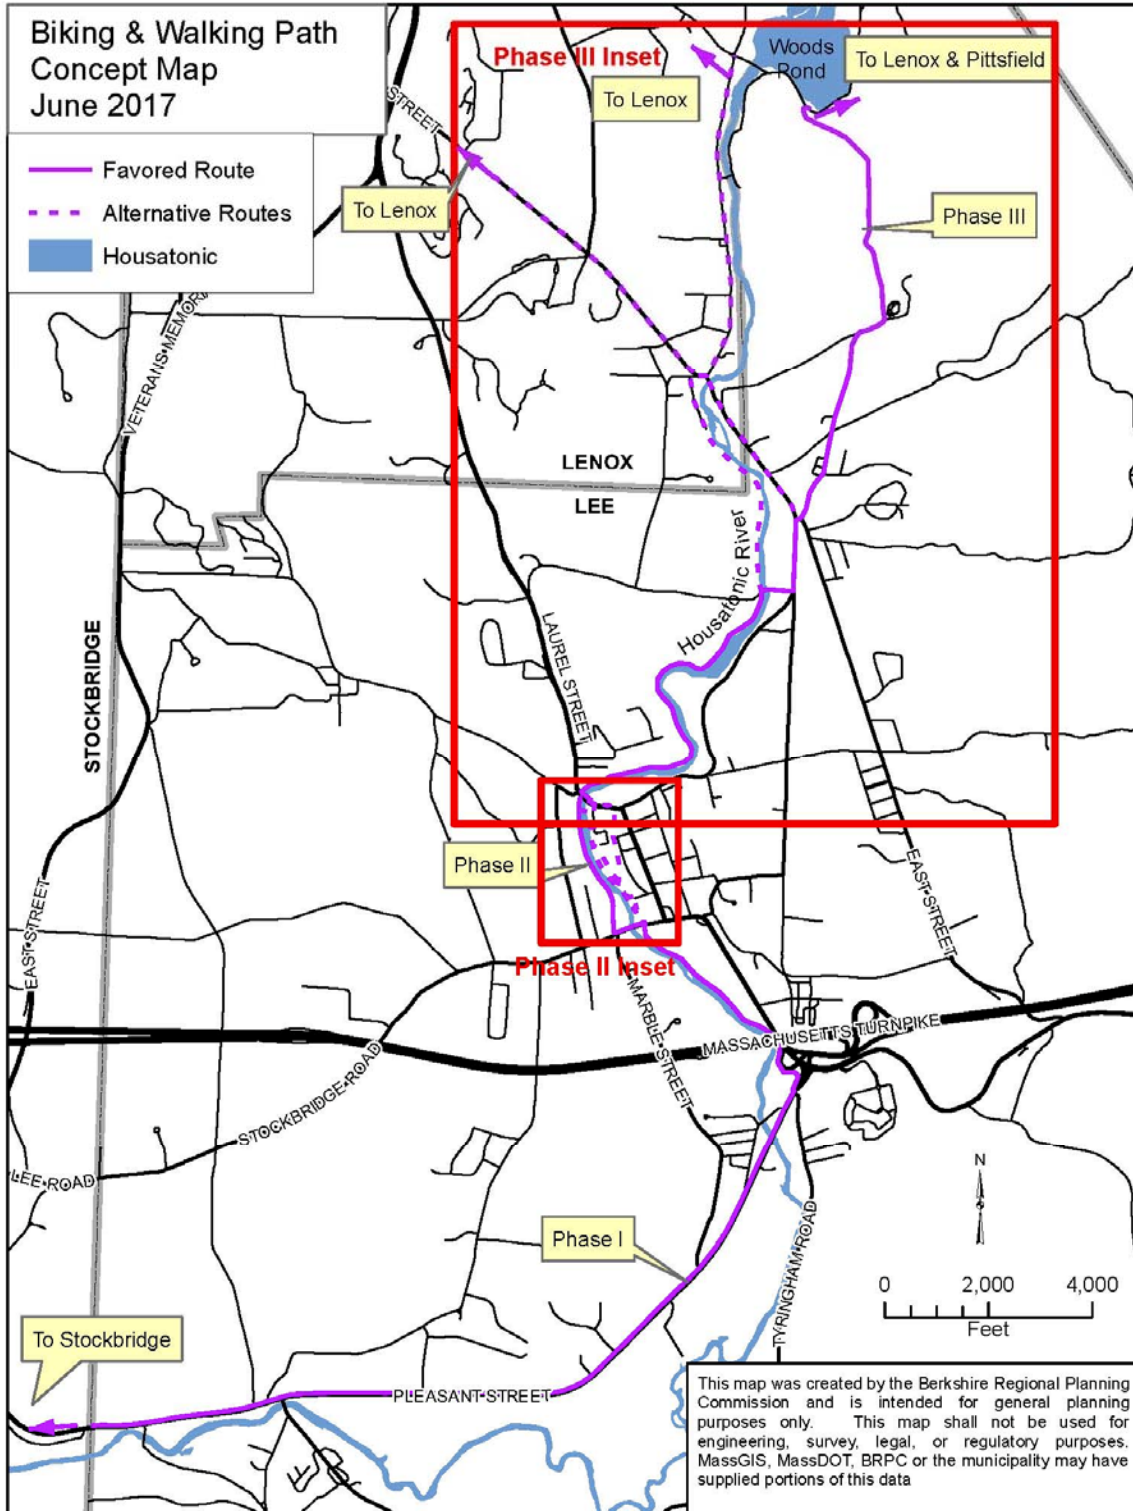 Biking & Walking Path
Concept Map
June 2017
Favored Route
Alternative Routes
Housatonic
Phase III Inset
Woods
Pond
To Lenox & Pittsfield
To Lenox
STREET
To Lenox
Phase III
LENOX
LEE
Housatonic River
LAUREL STREET
STOCKBRIDGE
Phase II
EAST STREET
EAST STREET
Phase II Inset
MARBLE STREET
MASSACHUSETTS TURNPIKE
STOCKBRIDGE ROAD
LEE ROAD
N
Phase I
TYRINGHAM ROAD
0 2,000 4,000
Feet
To Stockbridge
PLEASANT STREET
This map was created by the Berkshire Regional Planning
Commission and is intended for general planning
purposes only. This map shall not be used for
engineering, survey, legal, or regulatory purposes.
MassGIS, MassDOT, BRPC or the municipality may have
supplied portions of this data